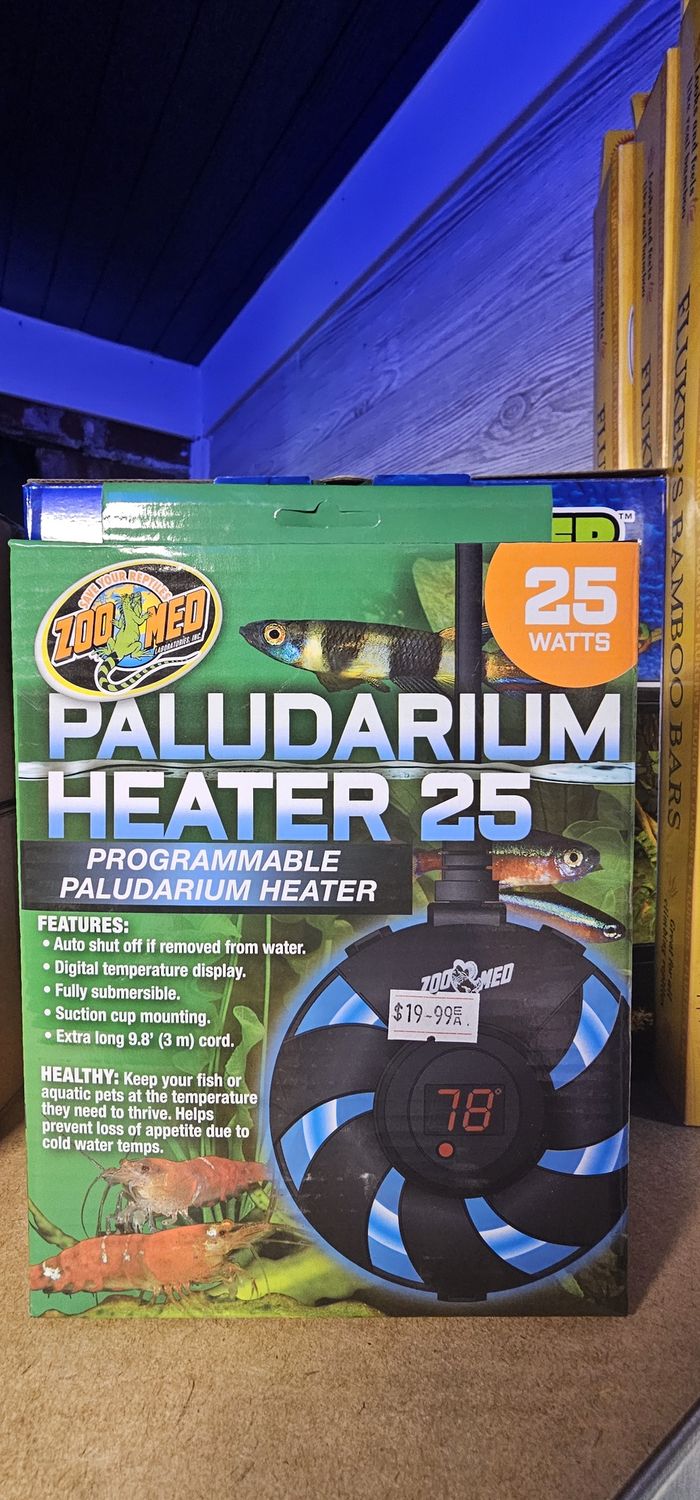 SAVE YOUR REPTILES
ZOO MED
LABORATORIES, INC.
25
WATTS
PALUDARIUM
HEATER 25
PROGRAMMABLE
PALUDARIUM HEATER
FEATURES:
• Auto shut off if removed from water.
• Digital temperature display.
• Fully submersible.
• Suction cup mounting.
• Extra long 9.8' (3 m) cord.
HEALTHY: Keep your fish or
aquatic pets at the temperature
they need to thrive. Helps
prevent loss of appetite due to
cold water temps.
ZOO MED
$19-99 EA.
78°
TM
FLUKER'S BAMBOO BARS